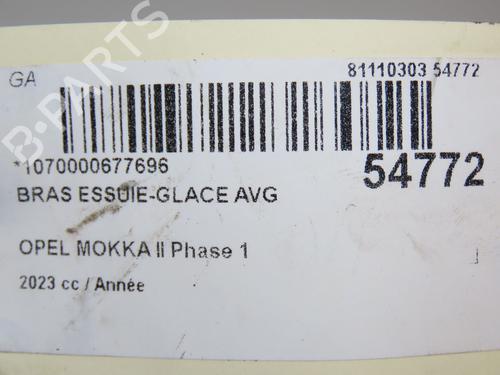 GA
81110303 54772
*1070000677696
54772
BRAS ESSUIE-GLACE AVG
OPEL MOKKA II Phase 1
2023 cc / Année
B-PARTS